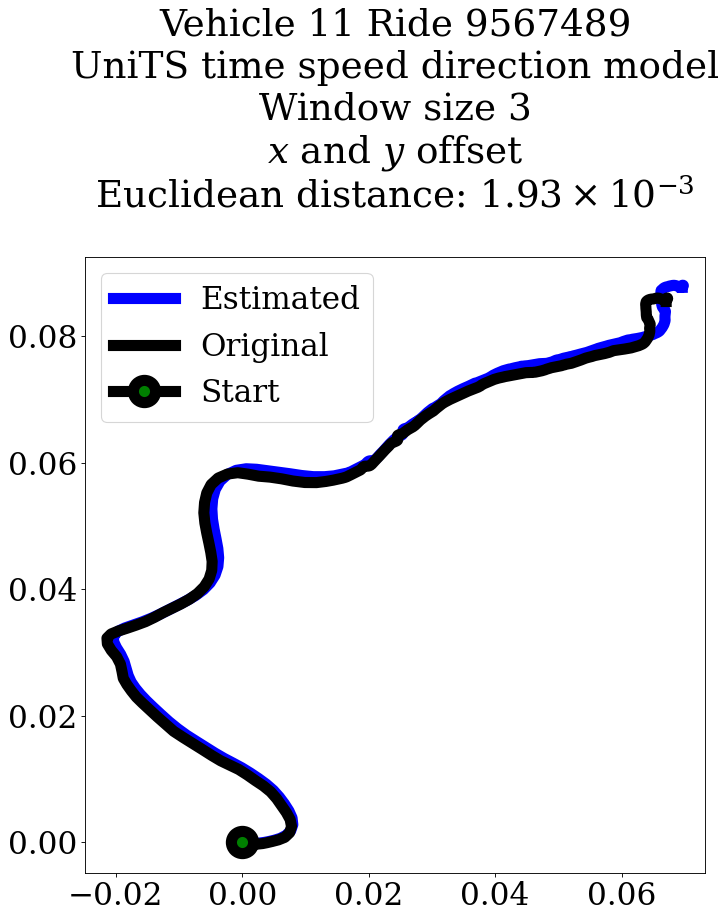 Vehicle 11 Ride 9567489
UniTS time speed direction model
Window size 3
x and y offset
Euclidean distance: 1.93 × 10⁻³
Estimated
Original
Start
0.08
0.06
0.04
0.02
0.00
−0.02 0.00 0.02 0.04 0.06